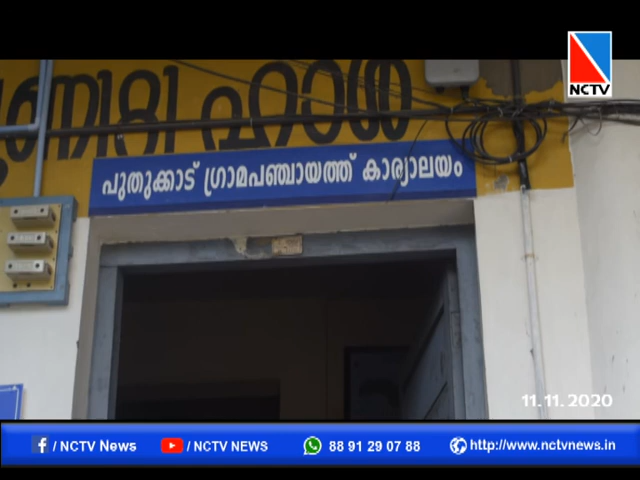 NCTV
ഹാൾ
പുതുക്കാട് ഗ്രാമപഞ്ചായത്ത് കാര്യാലയം
11.11.2020
/ NCTV News / NCTV NEWS 88 91 29 07 88 http://www.nctvnews.in